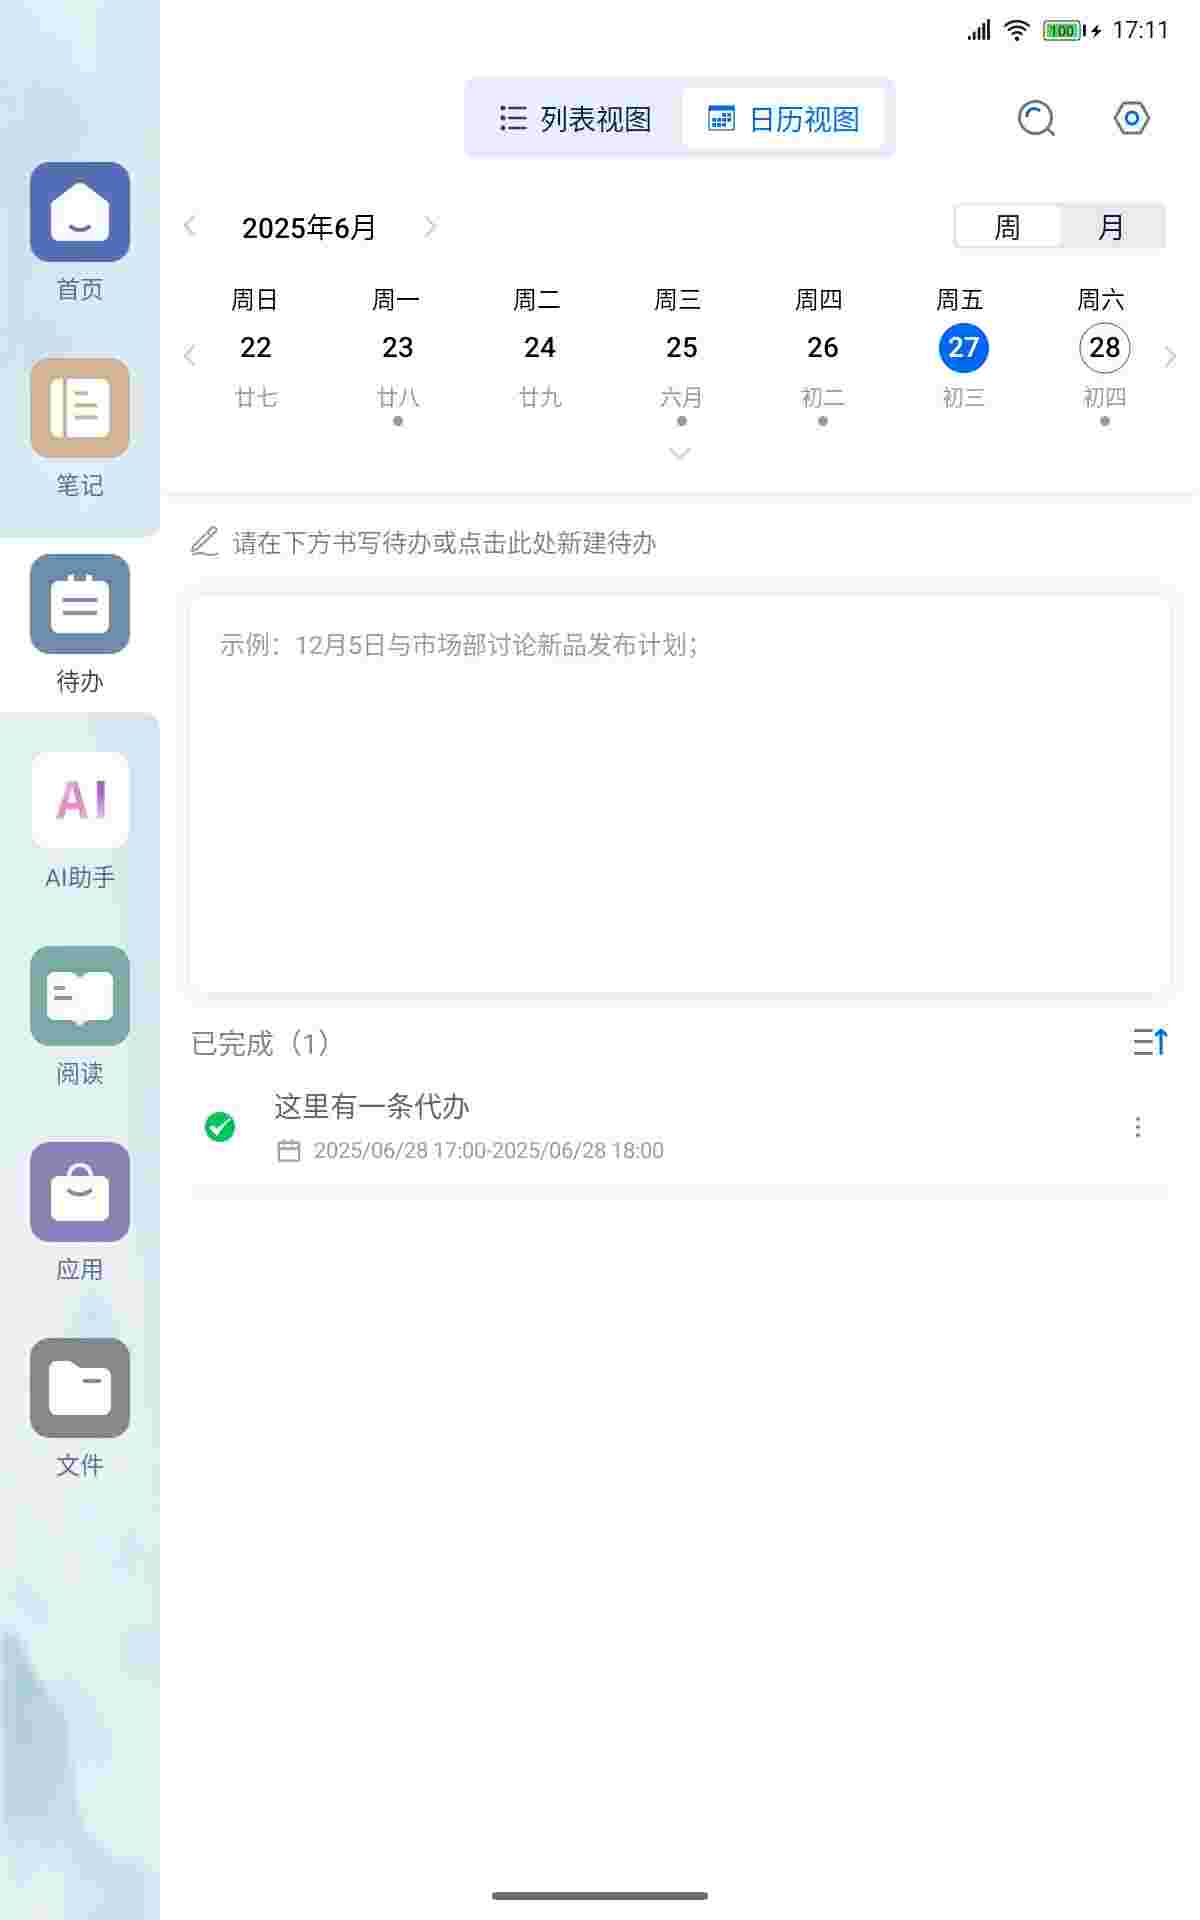 100 17:11
列表视图 日历视图
2025年6月 周 月
周日 周一 周二 周三 周四 周五 周六
22 23 24 25 26 27 28
廿七 廿八 廿九 六月 初二 初三 初四
请在下方书写待办或点击此处新建待办
示例：12月5日与市场部讨论新品发布计划；
已完成（1）
这里有一条代办
2025/06/28 17:00-2025/06/28 18:00
首页
笔记
待办
AI
AI助手
阅读
应用
文件